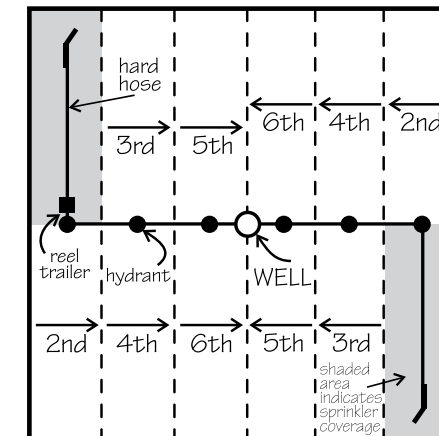 hard
hose
3rd
5th
6th
4th
2nd
reel
trailer
hydrant
WELL
2nd
4th
6th
5th
3rd
shaded
area
indicates
sprinkler
coverage